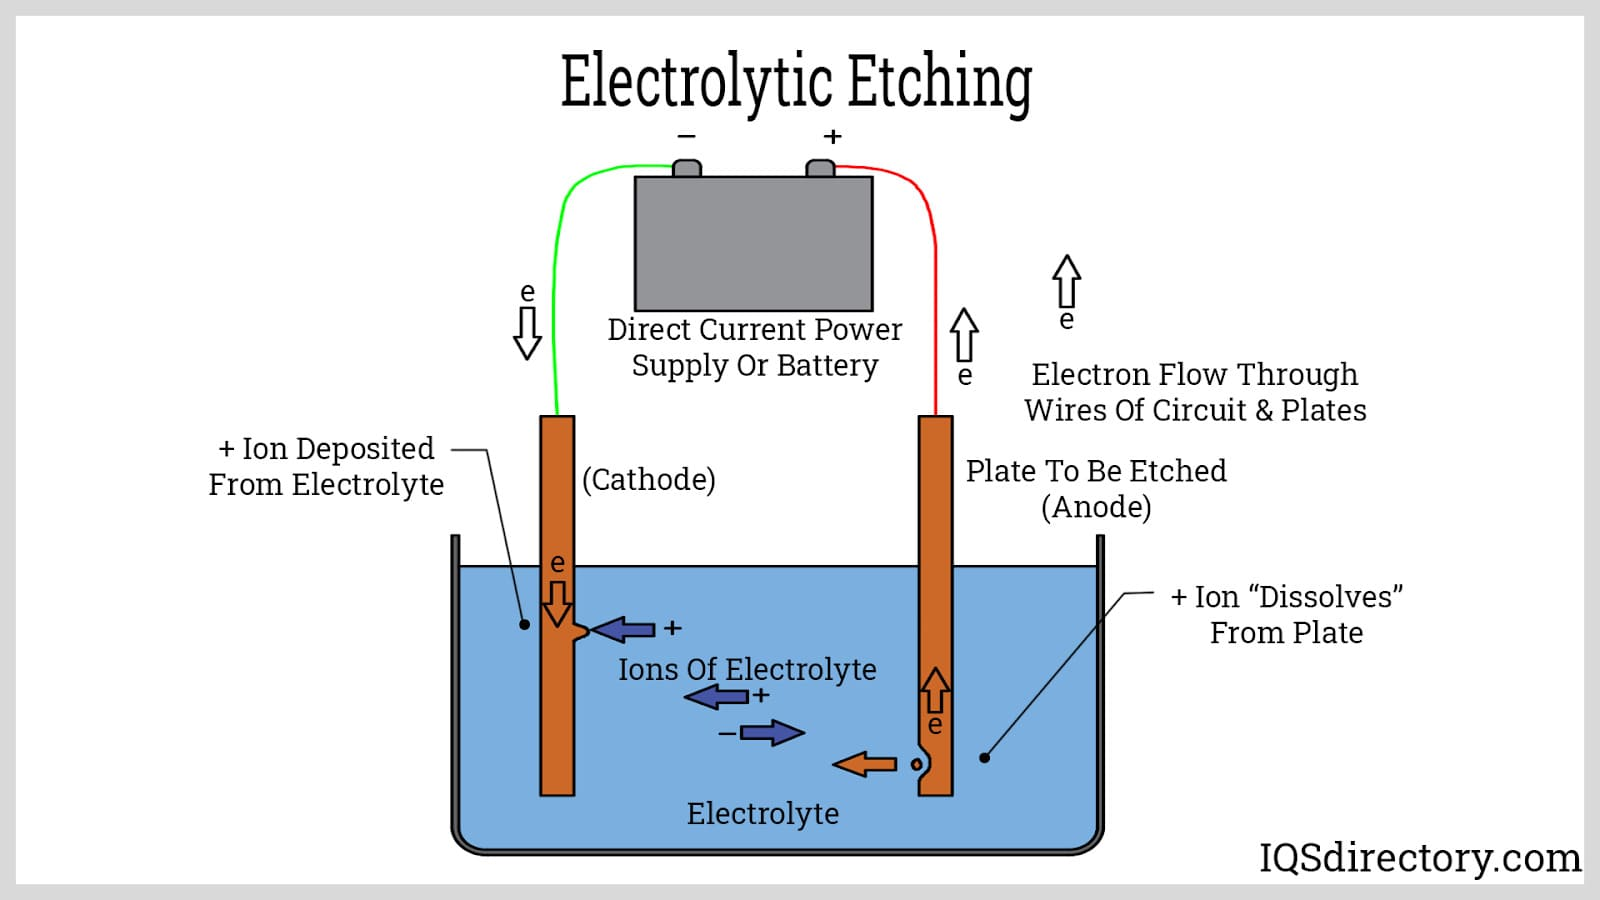 Electrolytic Etching
− +
e
Direct Current Power
Supply Or Battery
e
e
Electron Flow Through
Wires Of Circuit & Plates
+ Ion Deposited
From Electrolyte
(Cathode)
Plate To Be Etched
(Anode)
e
+
Ions Of Electrolyte
+
−
e
+ Ion “Dissolves”
From Plate
Electrolyte
IQSdirectory.com